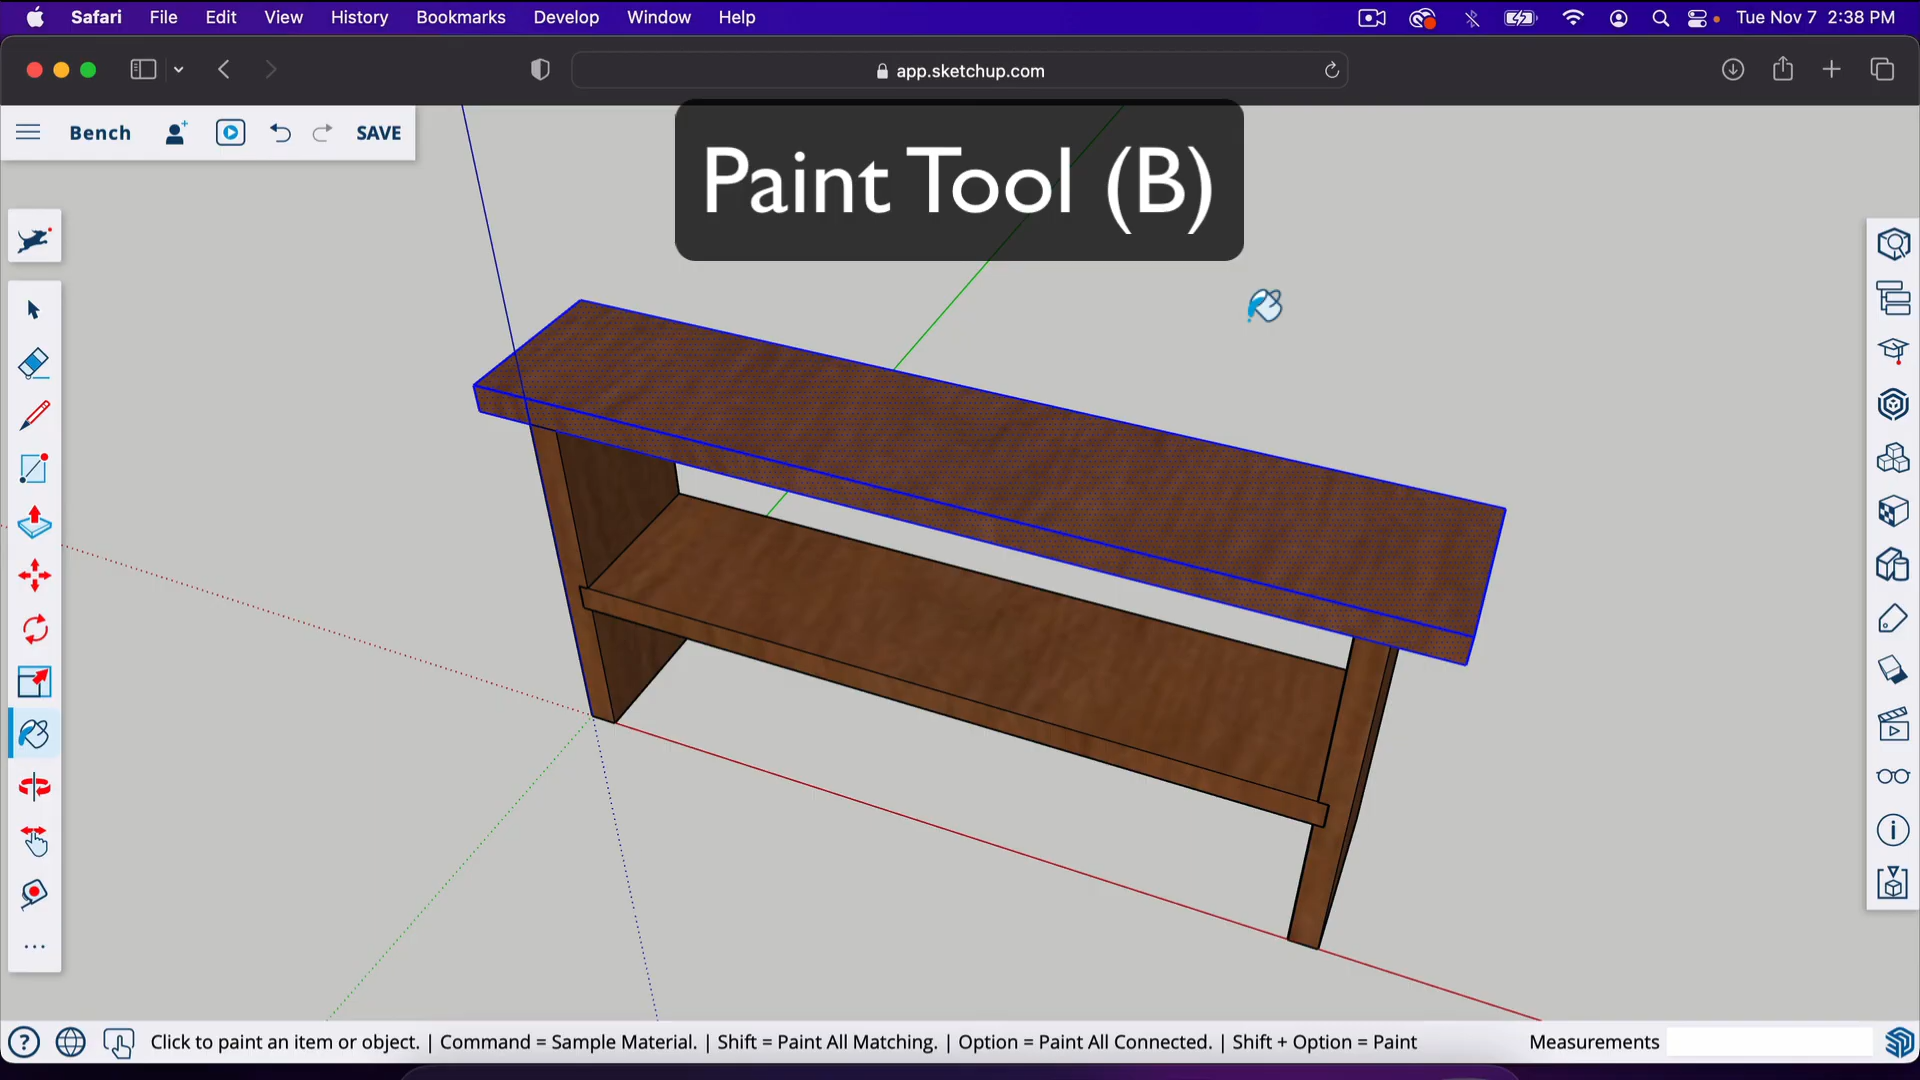 Safari File Edit View History Bookmarks Develop Window Help Tue Nov 7 2:38 PM
app.sketchup.com
Bench SAVE
Paint Tool (B)
Click to paint an item or object. | Command = Sample Material. | Shift = Paint All Matching. | Option = Paint All Connected. | Shift + Option = Paint Measurements